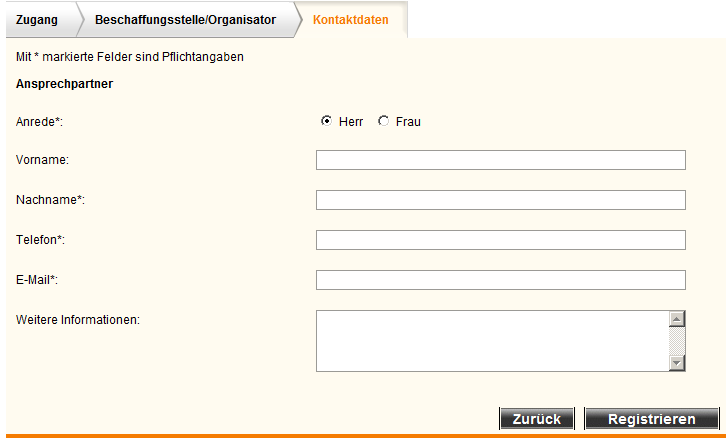 Zugang Beschaffungsstelle/Organisator Kontaktdaten
Mit * markierte Felder sind Pflichtangaben
Ansprechpartner
Anrede*: Herr Frau
Vorname:
Nachname*:
Telefon*:
E-Mail*:
Weitere Informationen:
Zurück Registrieren